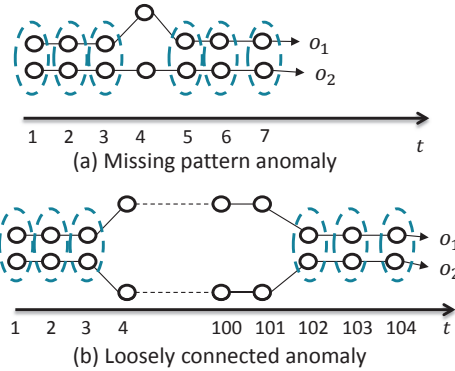 o₁
o₂
1 2 3 4 5 6 7 t
(a) Missing pattern anomaly
o₁
o₂
1 2 3 4 100 101 102 103 104 t
(b) Loosely connected anomaly